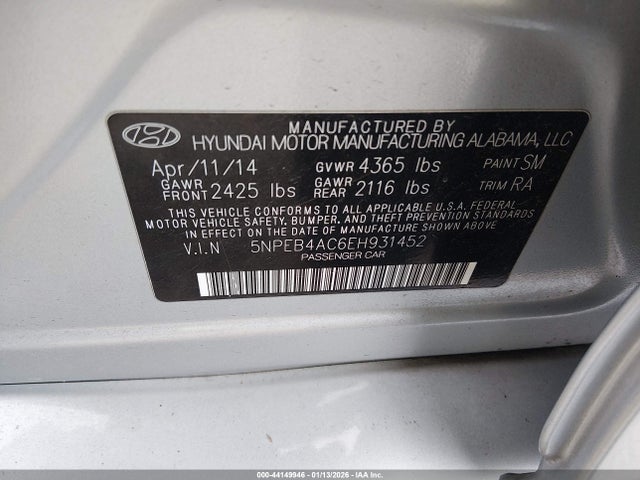 MANUFACTURED BY
HYUNDAI MOTOR MANUFACTURING ALABAMA, LLC
Apr/11/14 GVWR 4365 lbs PAINT SM
GAWR FRONT 2425 lbs GAWR REAR 2116 lbs TRIM RA
THIS VEHICLE CONFORMS TO ALL APPLICABLE U.S.A. FEDERAL
MOTOR VEHICLE SAFETY, BUMPER, AND THEFT PREVENTION STANDARDS
IN EFFECT ON THE DATE OF MANUFACTURE SHOWN ABOVE
V.I.N 5NPEB4AC6EH931452
PASSENGER CAR
000-44149946 - 01/13/2026 - IAA Inc.